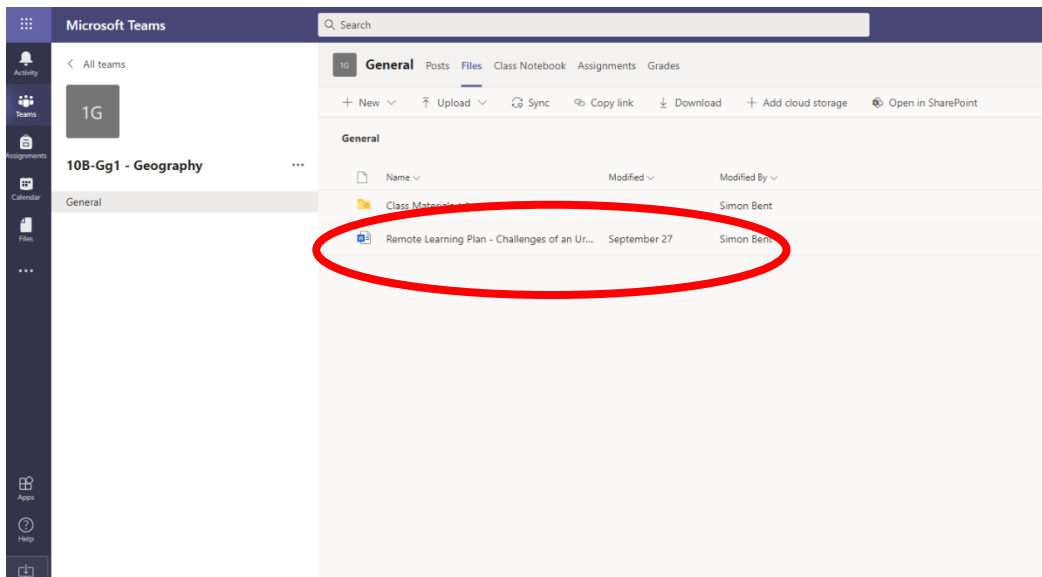 Microsoft Teams
Search
Activity
Teams
Assignments
Calendar
Files
Apps
Help
All teams
1G
10B-Gg1 - Geography
General
1G General Posts Files Class Notebook Assignments Grades
New Upload Sync Copy link Download Add cloud storage Open in SharePoint
General
Name Modified Modified By
Class Materials Simon Bent
Remote Learning Plan - Challenges of an Ur... September 27 Simon Bent